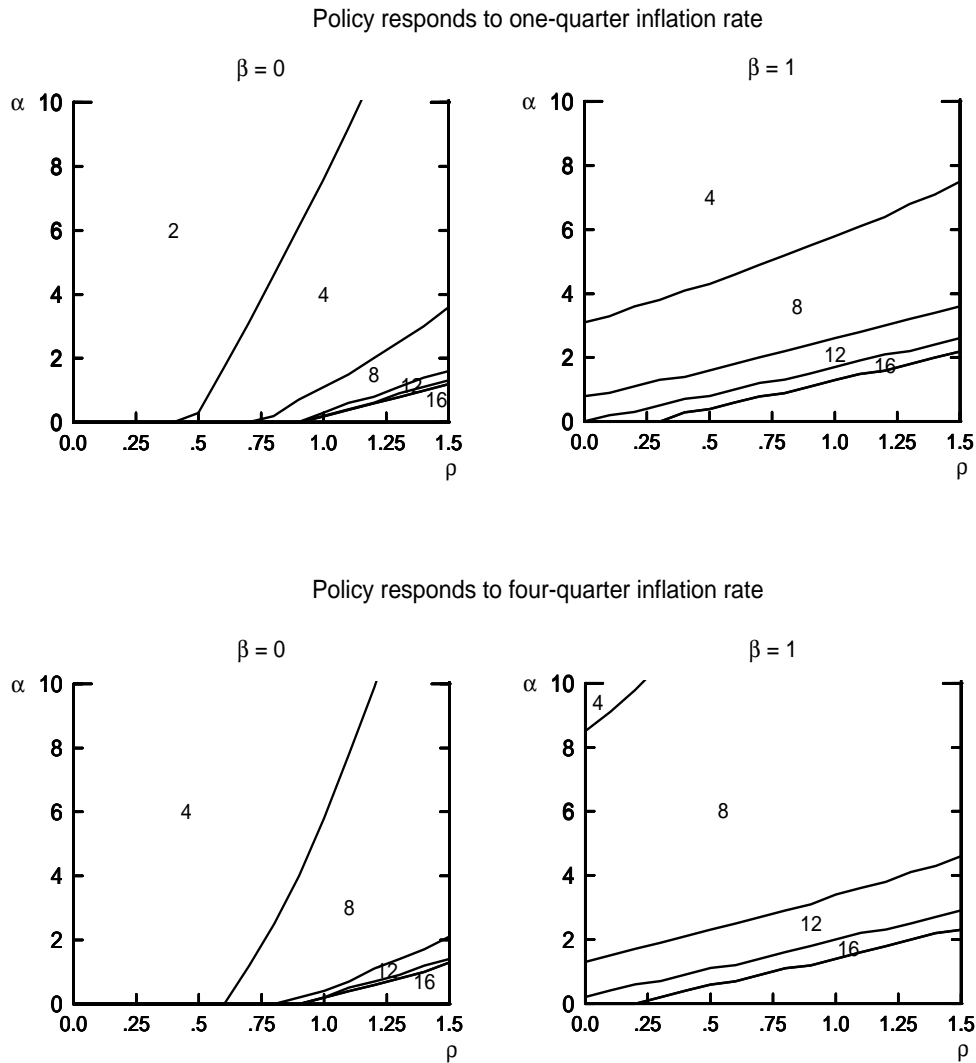 Policy responds to one-quarter inflation rate
β = 0
β = 1
α
10
8
6
4
2
0
2
4
8
12
16
0.0 .25 .5 .75 1.0 1.25 1.5
ρ
α
10
8
6
4
2
0
4
8
12
16
0.0 .25 .5 .75 1.0 1.25 1.5
ρ
Policy responds to four-quarter inflation rate
β = 0
β = 1
α
10
8
6
4
2
0
4
8
12
16
0.0 .25 .5 .75 1.0 1.25 1.5
ρ
α
10
8
6
4
2
0
4
8
12
16
0.0 .25 .5 .75 1.0 1.25 1.5
ρ